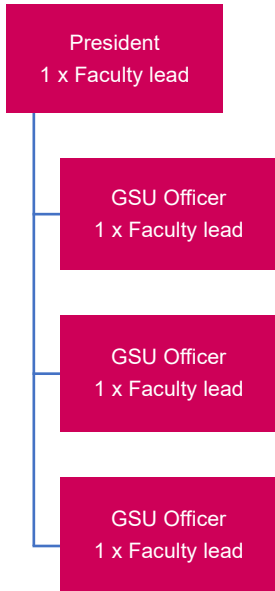 President
1 x Faculty lead
GSU Officer
1 x Faculty lead
GSU Officer
1 x Faculty lead
GSU Officer
1 x Faculty lead